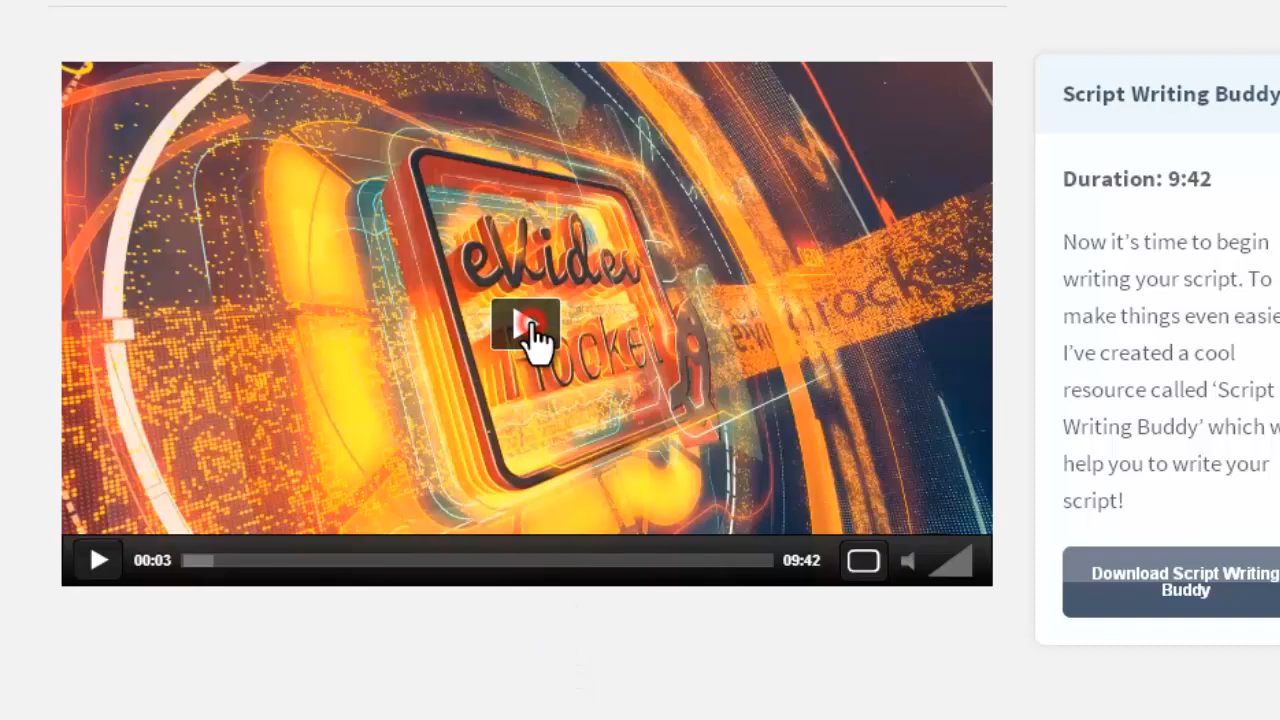 Script Writing Buddy
Duration: 9:42
Now it's time to begin
writing your script. To
make things even easie
I've created a cool
resource called 'Script
Writing Buddy' which w
help you to write your
script!
Download Script Writing
Buddy
eVideo
rocket
rocke
00:03
09:42